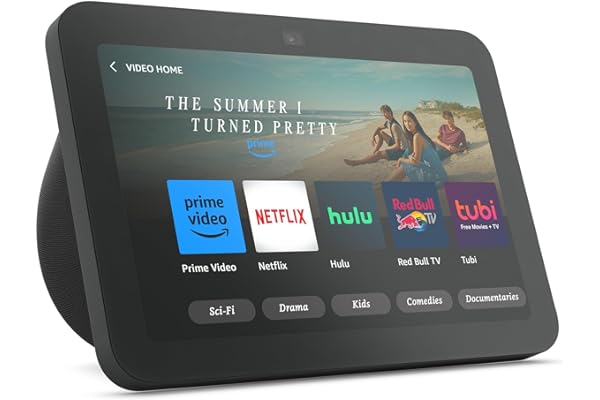 VIDEO HOME
THE SUMMER I
TURNED PRETTY
prime
prime
video
NETFLIX
hulu
Red Bull
TV
tubi
Free Movies + TV
Prime Video
Netflix
Hulu
Red Bull TV
Tubi
Sci-Fi
Drama
Kids
Comedies
Documentaries